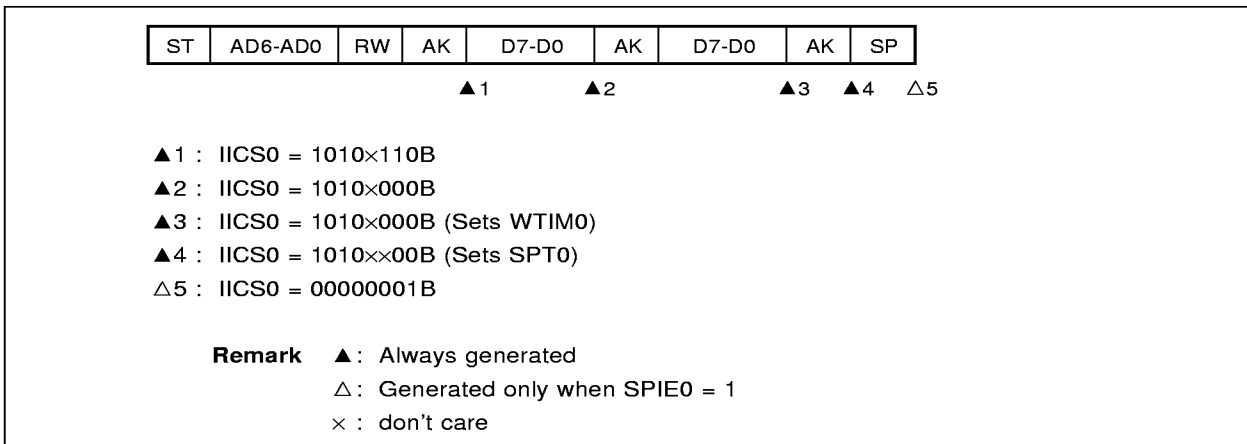 ST AD6-AD0 RW AK D7-D0 AK D7-D0 AK SP
▲1 ▲2 ▲3 ▲4 △5
▲1 : IICS0 = 1010×110B
▲2 : IICS0 = 1010×000B
▲3 : IICS0 = 1010×000B (Sets WTIM0)
▲4 : IICS0 = 1010××00B (Sets SPT0)
△5 : IICS0 = 00000001B
Remark ▲: Always generated
△: Generated only when SPIE0 = 1
× : don't care